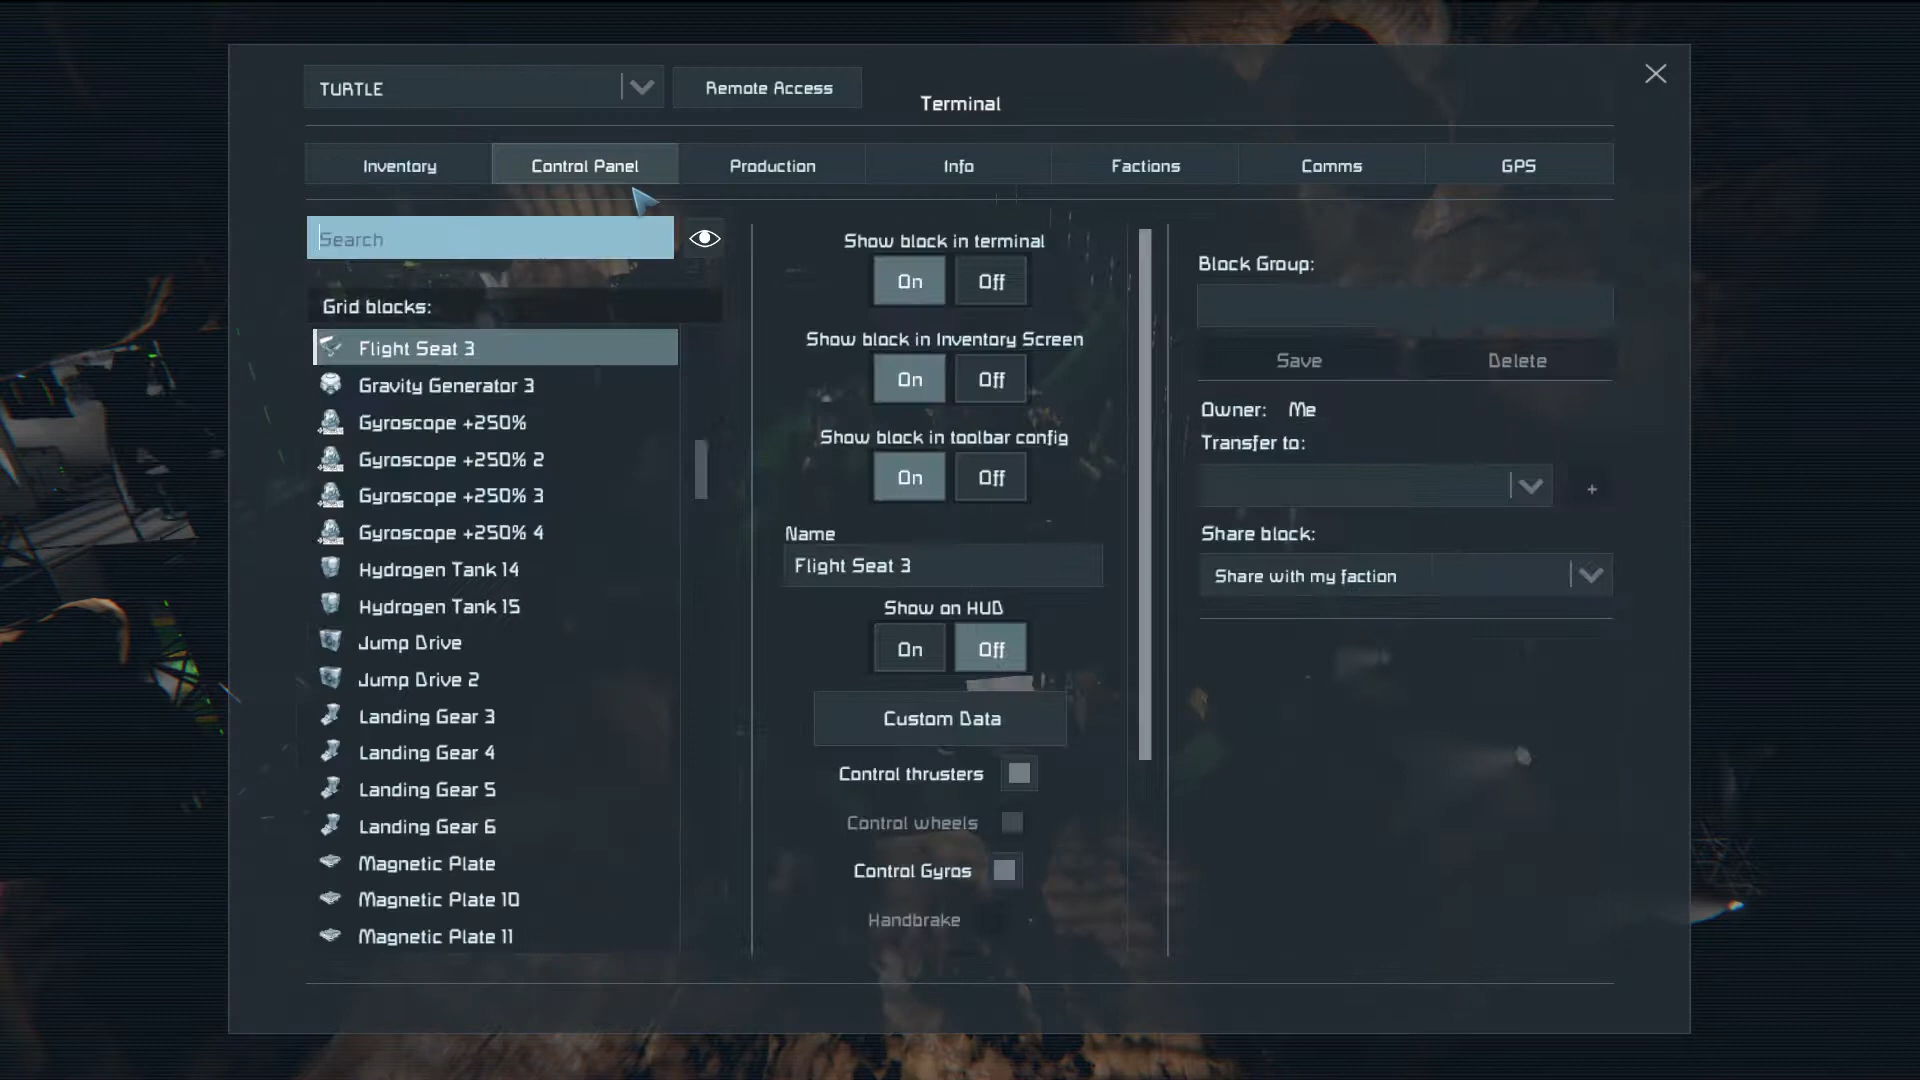 TURTLE
Remote Access
Terminal
Inventory
Control Panel
Production
Info
Factions
Comms
GPS
Search
Grid blocks:
Flight Seat 3
Gravity Generator 3
Gyroscope +250%
Gyroscope +250% 2
Gyroscope +250% 3
Gyroscope +250% 4
Hydrogen Tank 14
Hydrogen Tank 15
Jump Drive
Jump Drive 2
Landing Gear 3
Landing Gear 4
Landing Gear 5
Landing Gear 6
Magnetic Plate
Magnetic Plate 10
Magnetic Plate 11
Show block in terminal
On Off
Show block in Inventory Screen
On Off
Show block in toolbar config
On Off
Name
Flight Seat 3
Show on HUD
On Off
Custom Data
Control thrusters
Control wheels
Control Gyros
Handbrake
Block Group:
Save
Delete
Owner: Me
Transfer to:
+
Share block:
Share with my faction